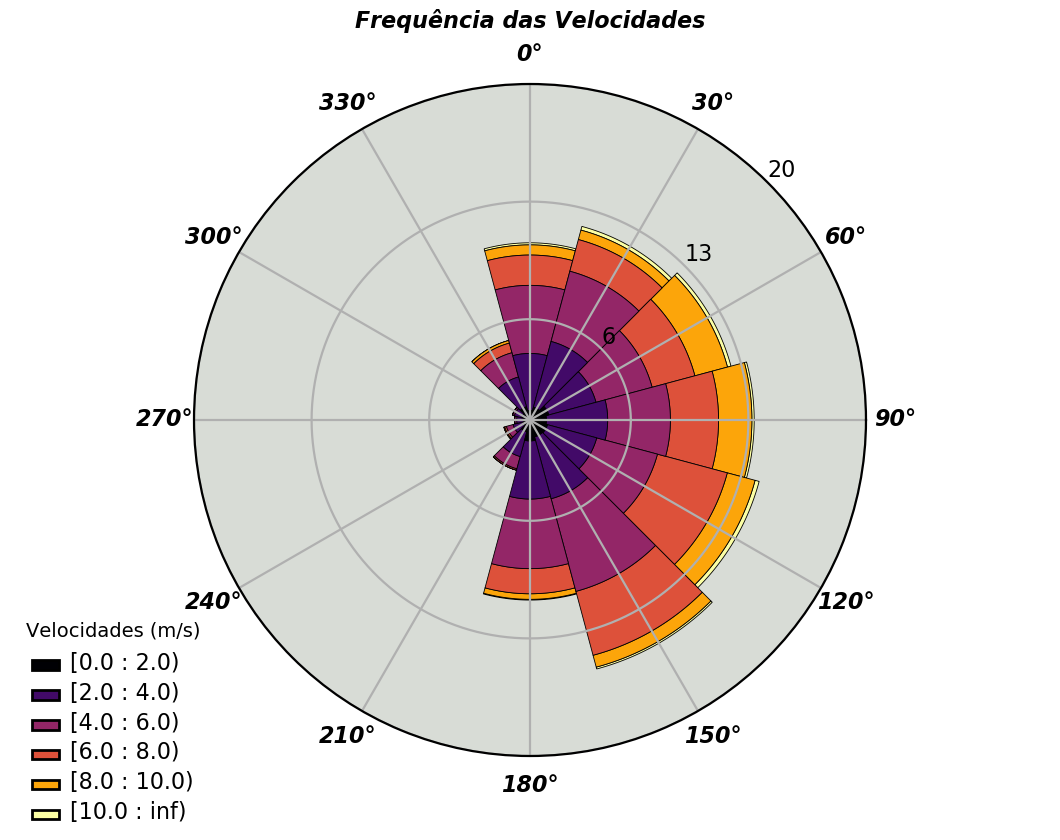 Frequência das Velocidades
0°
330°
30°
20
300°
60°
13
6
270°
90°
240°
120°
210°
150°
180°
Velocidades (m/s)
[0.0 : 2.0)
[2.0 : 4.0)
[4.0 : 6.0)
[6.0 : 8.0)
[8.0 : 10.0)
[10.0 : inf)